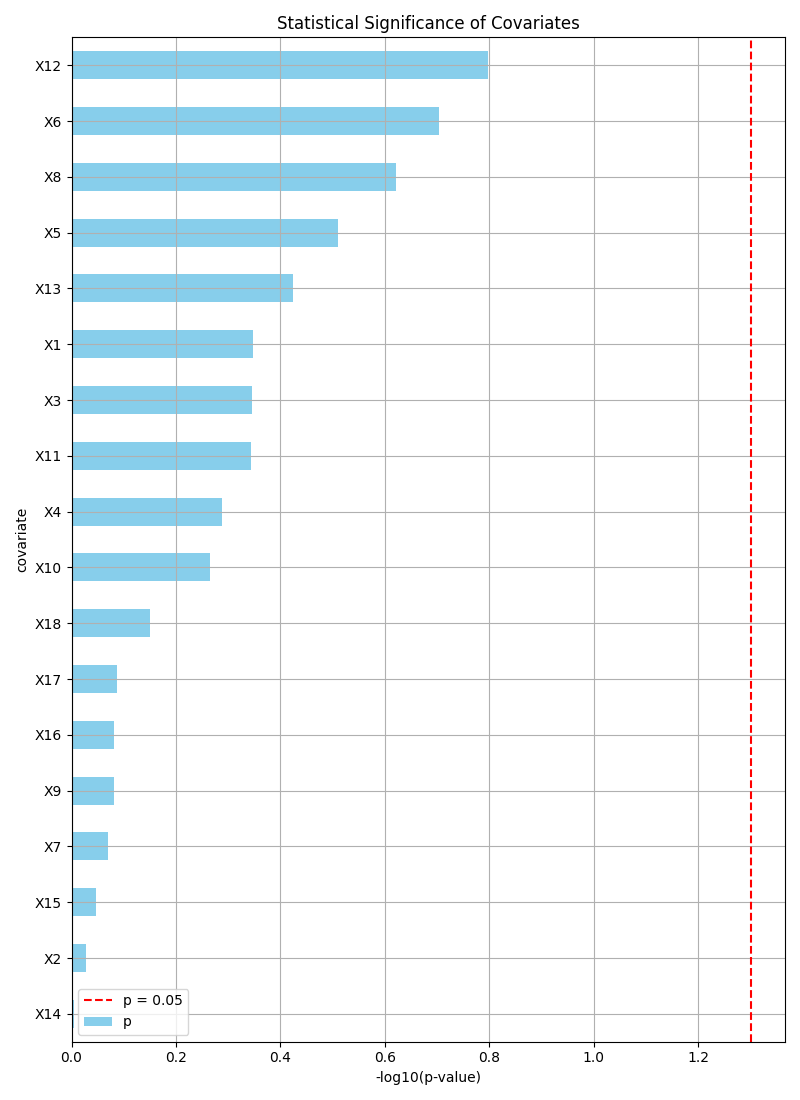 Statistical Significance of Covariates
covariate
X12
X6
X8
X5
X13
X1
X3
X11
X4
X10
X18
X17
X16
X9
X7
X15
X2
X14
p = 0.05
p
0.0 0.2 0.4 0.6 0.8 1.0 1.2
-log10(p-value)